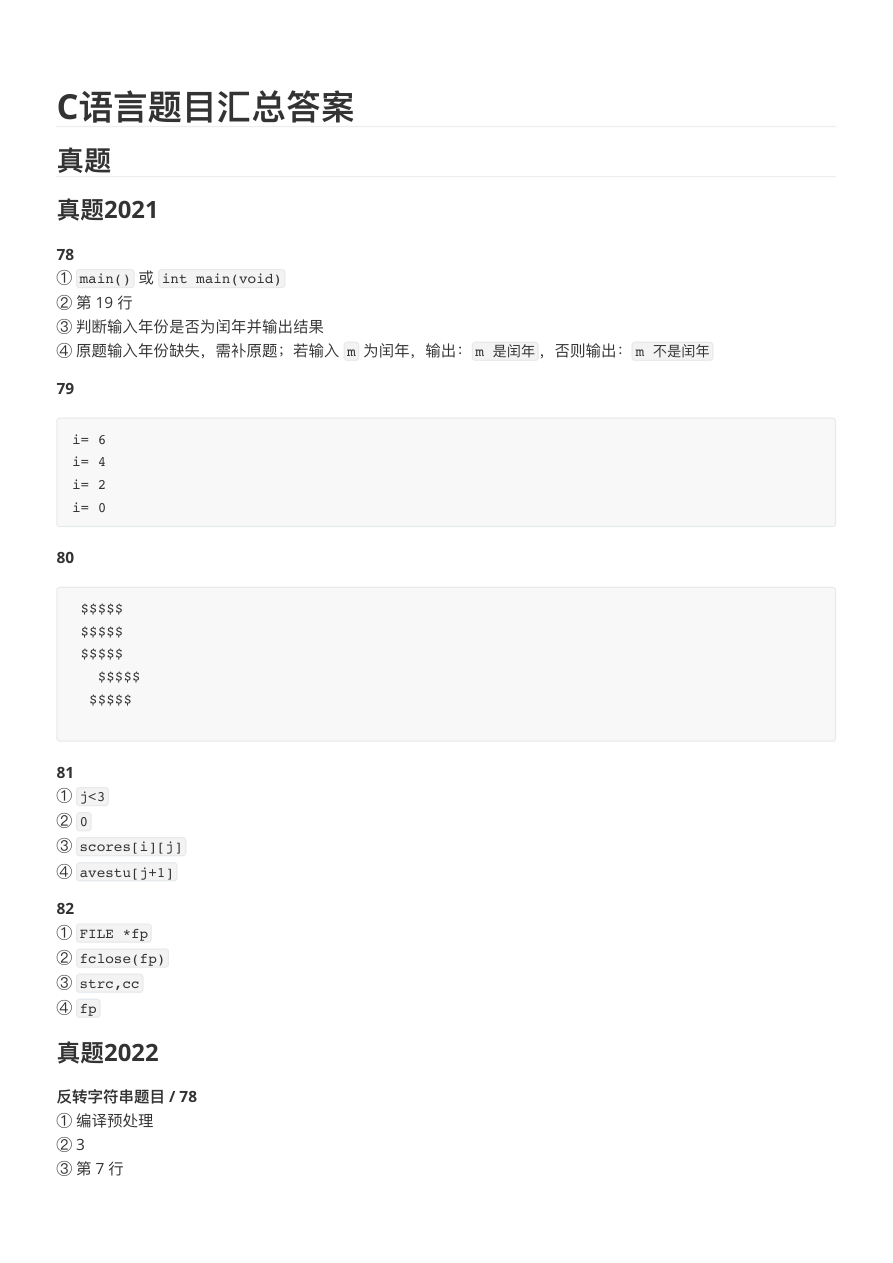 C语言题目汇总答案
真题
真题2021
78
① main() 或 int main(void)
② 第 19 行
③ 判断输入年份是否为闰年并输出结果
④ 原题输入年份缺失，需补原题；若输入 m 为闰年，输出：m 是闰年，否则输出：m 不是闰年
79
i= 6
i= 4
i= 2
i= 0
80
 $$$$$
 $$$$$
 $$$$$
   $$$$$
  $$$$$
81
① j<3
② 0
③ scores[i][j]
④ avestu[j+1]
82
① FILE *fp
② fclose(fp)
③ strc,cc
④ fp
真题2022
反转字符串题目 / 78
① 编译预处理
② 3
③ 第 7 行